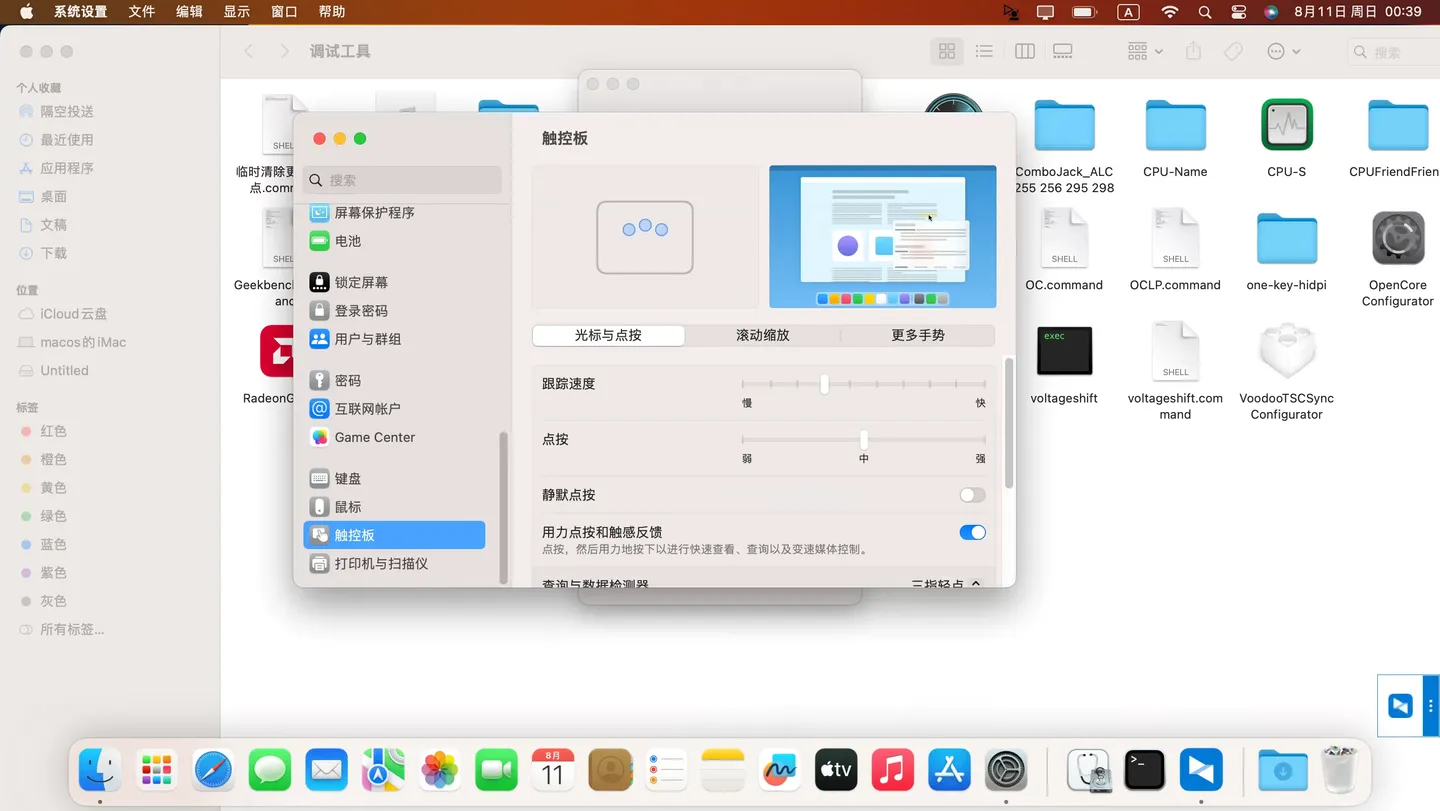 系统设置 文件 编辑 显示 窗口 帮助 A 8月11日 周日 00:39
调试工具 搜索
个人收藏
隔空投送
最近使用
应用程序
桌面
文稿
下载
位置
iCloud云盘
macos的iMac
Untitled
标签
红色
橙色
黄色
绿色
蓝色
紫色
灰色
所有标签...
SHELL
临时清除更
点.comm
Geekbench
RadeonG
搜索
屏幕保护程序
电池
锁定屏幕
登录密码
用户与群组
密码
互联网帐户
Game Center
键盘
鼠标
触控板
打印机与扫描仪
触控板
光标与点按 滚动缩放 更多手势
跟踪速度
慢 快
点按
弱 中 强
静默点按
用力点按和触感反馈
点按，然后用力地按下以进行快速查看、查询以及变速媒体控制。
查询与数据检测器 三指轻点
ComboJack_ALC
255 256 295 298
CPU-Name
CPU-S
CPUFriendFrien
SHELL
OC.command
SHELL
OCLP.command
one-key-hidpi
OpenCore
Configurator
exec
voltageshift
SHELL
voltageshift.com
mand
VoodooTSCSync
Configurator
8月
11
tv